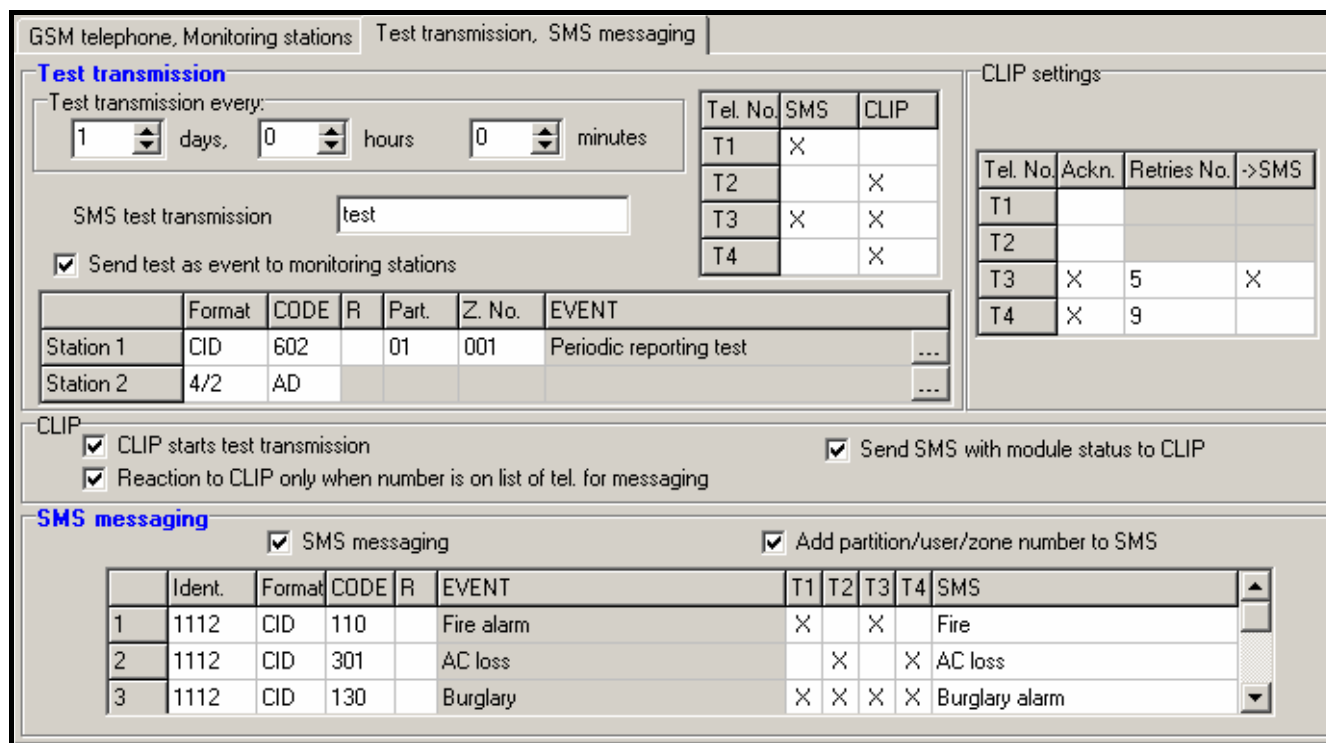 GSM telephone, Monitoring stations Test transmission, SMS messaging
Test transmission
Test transmission every:
1 days, 0 hours 0 minutes
SMS test transmission test
Send test as event to monitoring stations
Tel. No. SMS CLIP
T1 X
T2 X
T3 X X
T4 X
Format CODE R Part. Z. No. EVENT
Station 1 CID 602 01 001 Periodic reporting test ...
Station 2 4/2 AD ...
CLIP settings
Tel. No. Ackn. Retries No. ->SMS
T1
T2
T3 X 5 X
T4 X 9
CLIP
CLIP starts test transmission
Send SMS with module status to CLIP
Reaction to CLIP only when number is on list of tel. for messaging
SMS messaging
SMS messaging
Add partition/user/zone number to SMS
Ident. Format CODE R EVENT T1 T2 T3 T4 SMS
1 1112 CID 110 Fire alarm X X Fire
2 1112 CID 301 AC loss X X AC loss
3 1112 CID 130 Burglary X X X X Burglary alarm